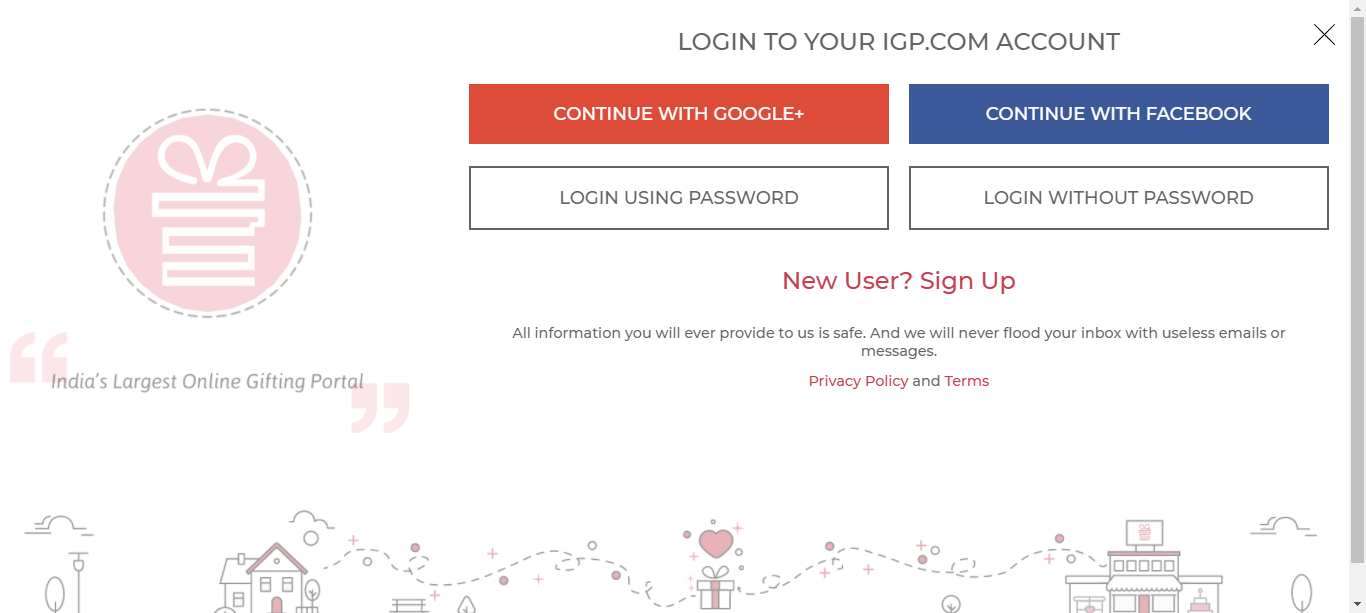 LOGIN TO YOUR IGP.COM ACCOUNT
CONTINUE WITH GOOGLE+
CONTINUE WITH FACEBOOK
LOGIN USING PASSWORD
LOGIN WITHOUT PASSWORD
New User? Sign Up
All information you will ever provide to us is safe. And we will never flood your inbox with useless emails or
messages.
Privacy Policy and Terms
“India’s Largest Online Gifting Portal”